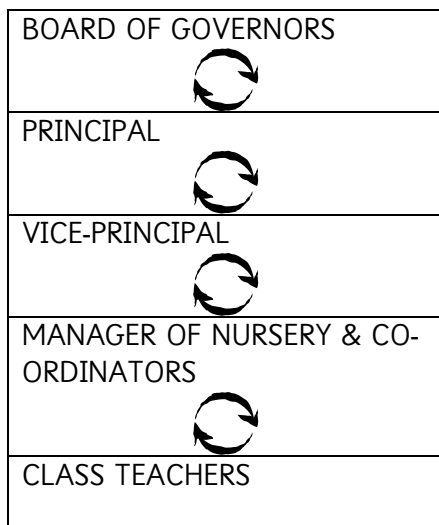 BOARD OF GOVERNORS
PRINCIPAL
VICE-PRINCIPAL
MANAGER OF NURSERY & CO-
ORDINATORS
CLASS TEACHERS